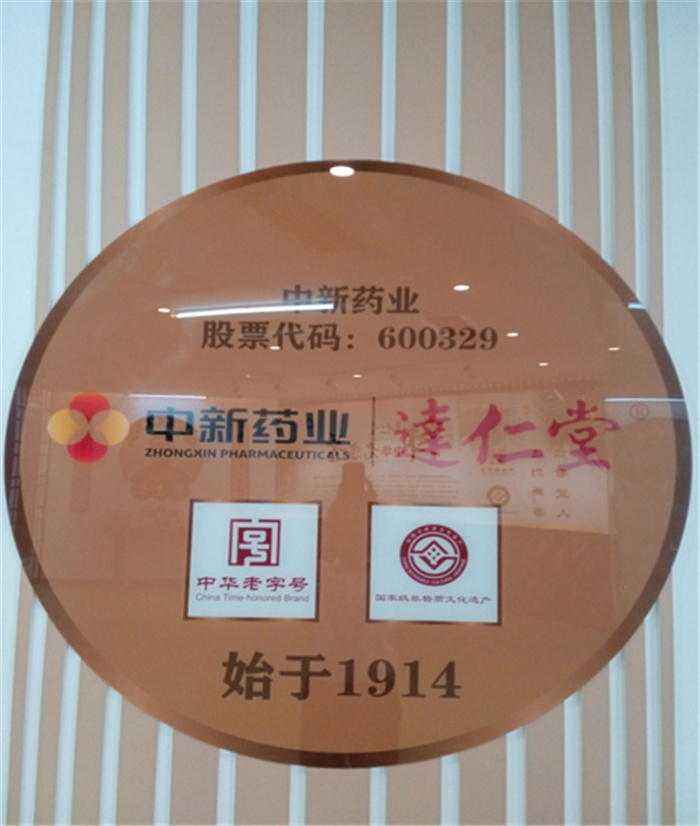 中新药业
股票代码：600329
中新药业 達仁堂®
ZHONGXIN PHARMACEUTICALS
中华老字号
China Time-honored Brand
国家级非物质文化遗产
始于1914